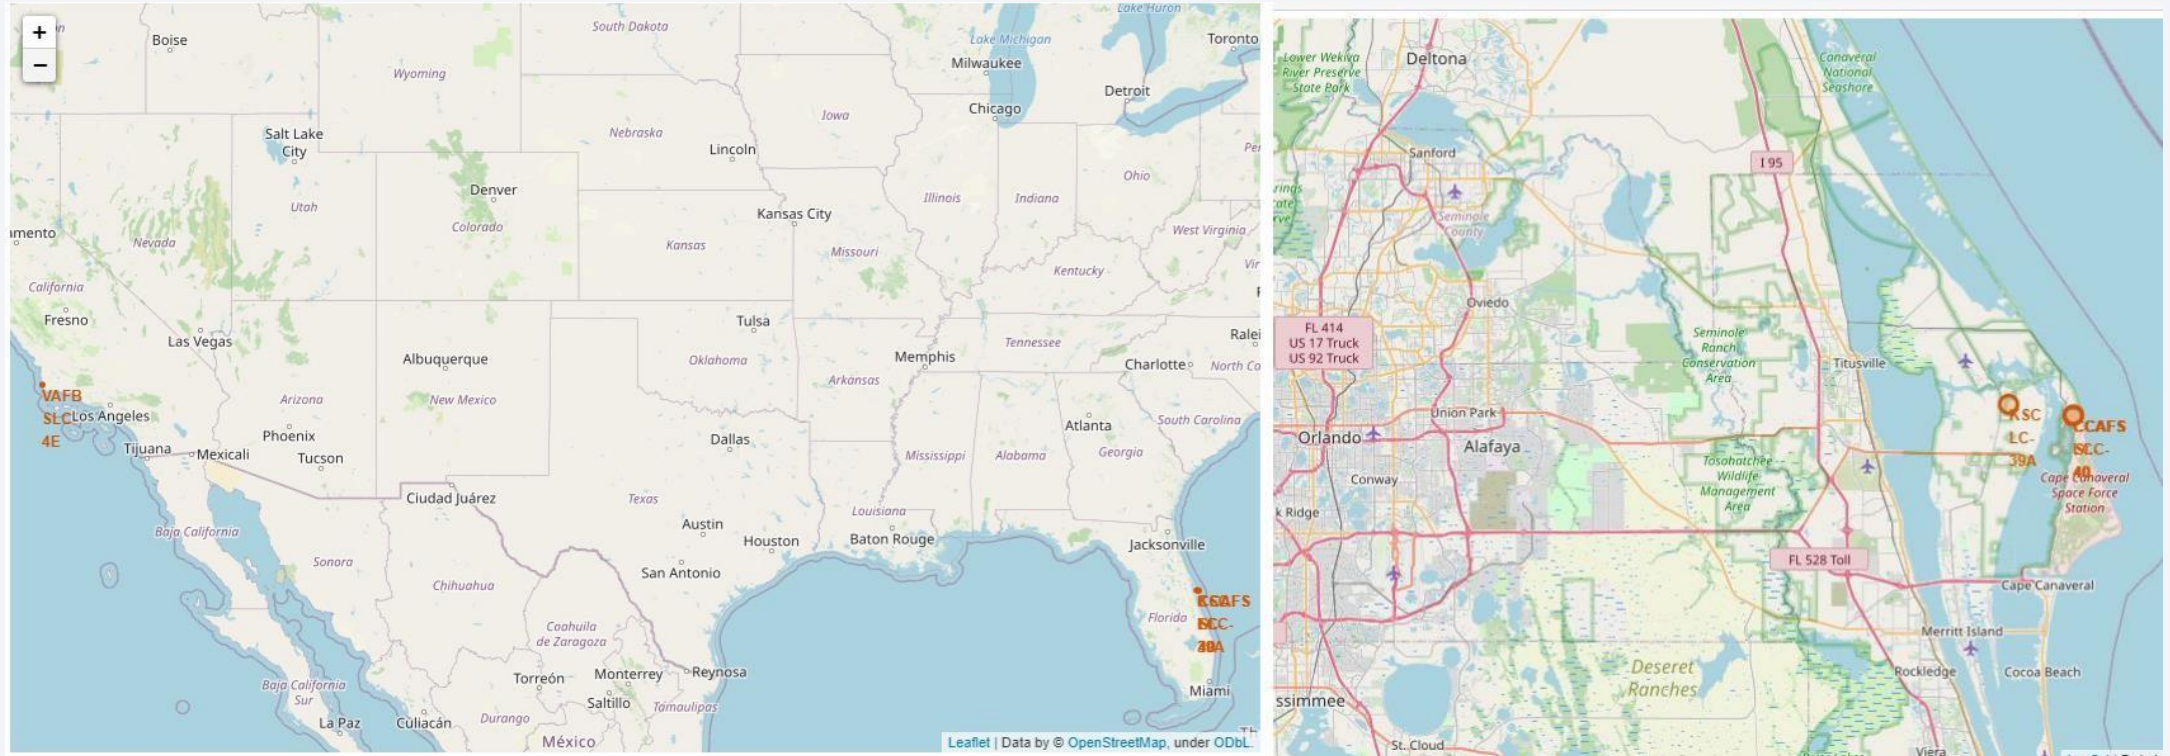 +
−
Boise
South Dakota
Lake Huron
Toronto
Lake Michigan
Milwaukee
Wyoming
Detroit
Chicago
Iowa
Salt Lake
City
Nebraska
Lincoln
Ohio
Denver
Illinois
Indiana
Utah
Kansas City
Colorado
West Virginia
Nevada
Kansas
Missouri
Kentucky
California
Fresno
Tulsa
Las Vegas
Tennessee
Memphis
Albuquerque
Oklahoma
Charlotte
Arkansas
VAFB
SLC-
4E
Los Angeles
Arizona
New Mexico
South Carolina
Atlanta
Phoenix
Dallas
Tijuana
Mexicali
Tucson
Mississippi
Alabama
Georgia
Ciudad Juárez
Texas
Louisiana
Austin
Baja California
Houston
Baton Rouge
Jacksonville
Sonora
San Antonio
Chihuahua
Florida
Coahuila
de Zaragoza
Reynosa
Torreón
Monterrey
Baja California
Sur
Miami
Saltillo
Tamaulipas
La Paz
Culiacán
Durango
México
Leaflet | Data by © OpenStreetMap, under ODbL.
Lower Wekiva
River Preserve
State Park
Deltona
Canaveral
National
Seashore
Sanford
I 95
Seminole
County
Oviedo
FL 414
US 17 Truck
US 92 Truck
Seminole
Ranch
Conservation
Area
Titusville
Union Park
Orlando
Alafaya
KSC
LC-
39A
CCAFS
Tosohatchee
Wildlife
Management
Area
Conway
Cape Canaveral
Space Force
Station
FL 528 Toll
Cape Canaveral
Merritt Island
Deseret
Ranches
Rockledge
Cocoa Beach
St. Cloud
Viera